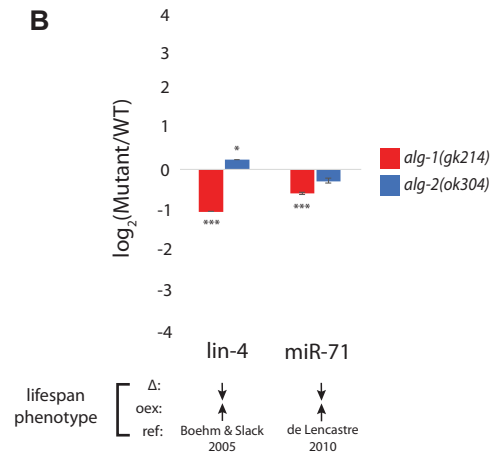 B
4
3
2
1
0
-1
-2
-3
-4
log2(Mutant/WT)
*
***
***
alg-1(gk214)
alg-2(ok304)
lin-4 miR-71
lifespan
phenotype
Δ:
oex:
ref: Boehm & Slack de Lencastre
2005 2010